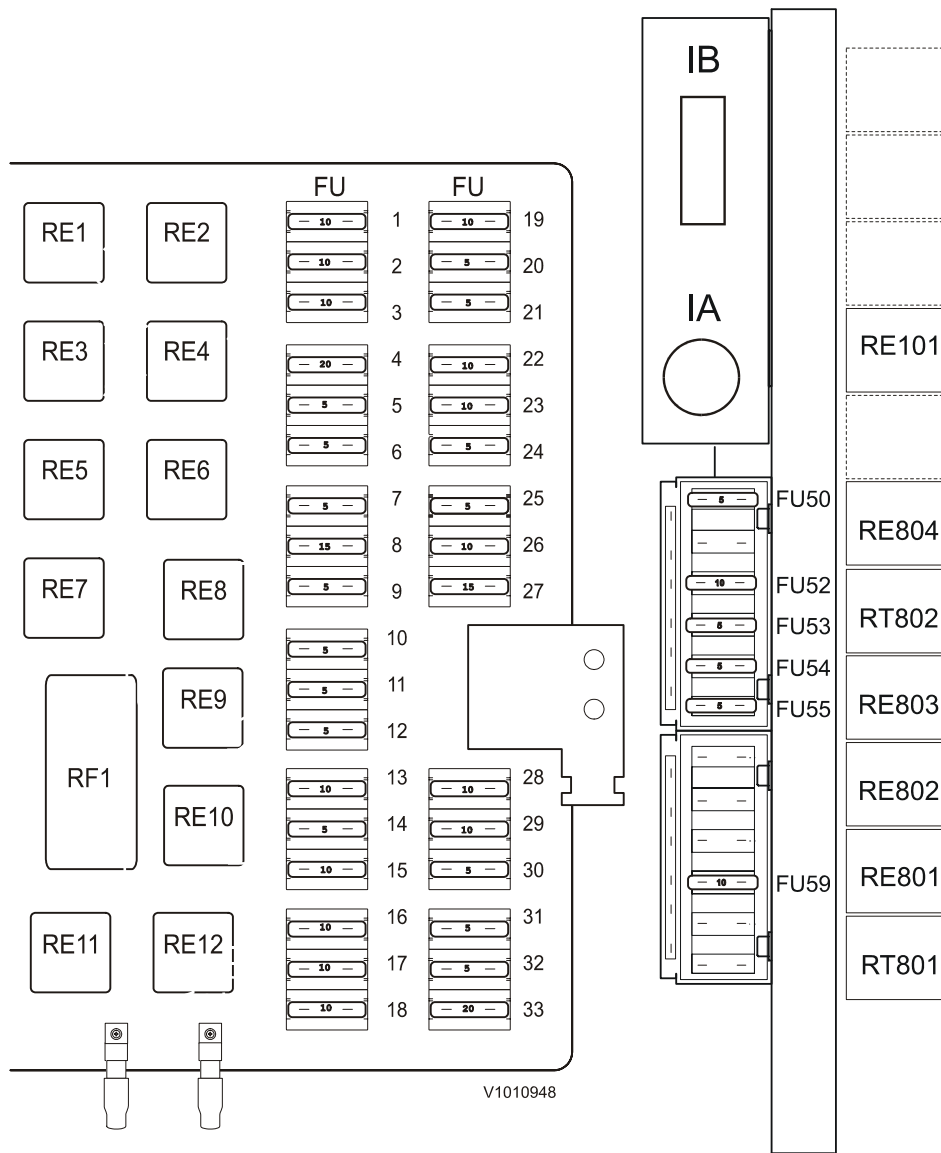 IB
IA
FU FU
RE1 RE2
RE3 RE4
RE5 RE6
RE7 RE8
RE9
RF1
RE10
RE11 RE12
10 1 10 19
10 2 5 20
10 3 5 21
20 4 10 22
5 5 10 23
5 6 5 24
5 7 5 25
15 8 10 26
5 9 15 27
5 10
5 11
5 12
10 13 10 28
5 14 10 29
10 15 5 30
10 16 5 31
10 17 5 32
10 18 20 33
V1010948
5 FU50
10 FU52
5 FU53
5 FU54
5 FU55
10 FU59
RE101
RE804
RT802
RE803
RE802
RE801
RT801